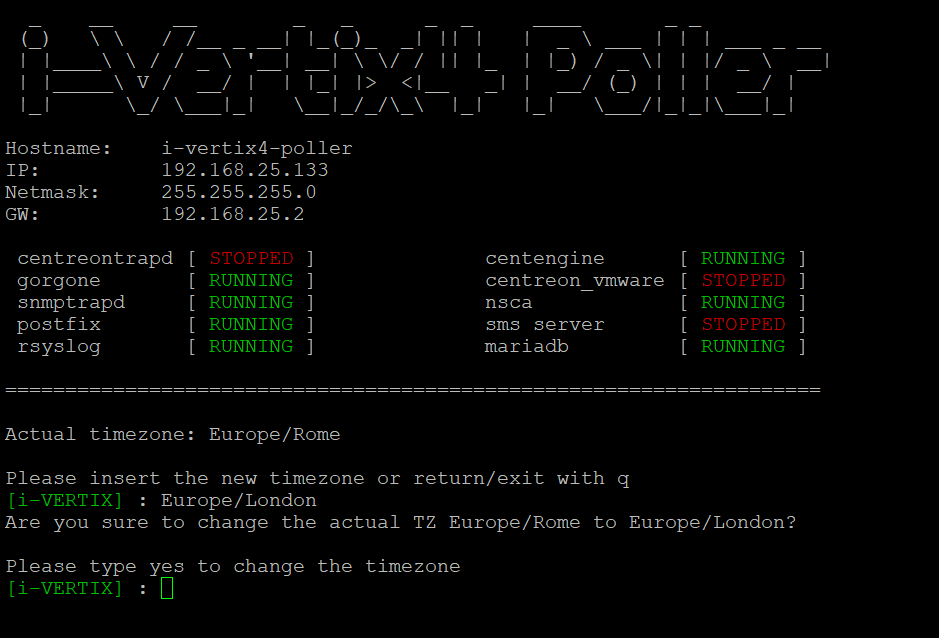 i-Vertix4 Poller
Hostname: i-vertix4-poller
IP: 192.168.25.133
Netmask: 255.255.255.0
GW: 192.168.25.2
centreontrapd [ STOPPED ] centengine [ RUNNING ]
gorgone [ RUNNING ] centreon_vmware [ STOPPED ]
snmptrapd [ RUNNING ] nsca [ RUNNING ]
postfix [ RUNNING ] sms server [ STOPPED ]
rsyslog [ RUNNING ] mariadb [ RUNNING ]
====================================================================
Actual timezone: Europe/Rome
Please insert the new timezone or return/exit with q
[i-VERTIX] : Europe/London
Are you sure to change the actual TZ Europe/Rome to Europe/London?
Please type yes to change the timezone
[i-VERTIX] :